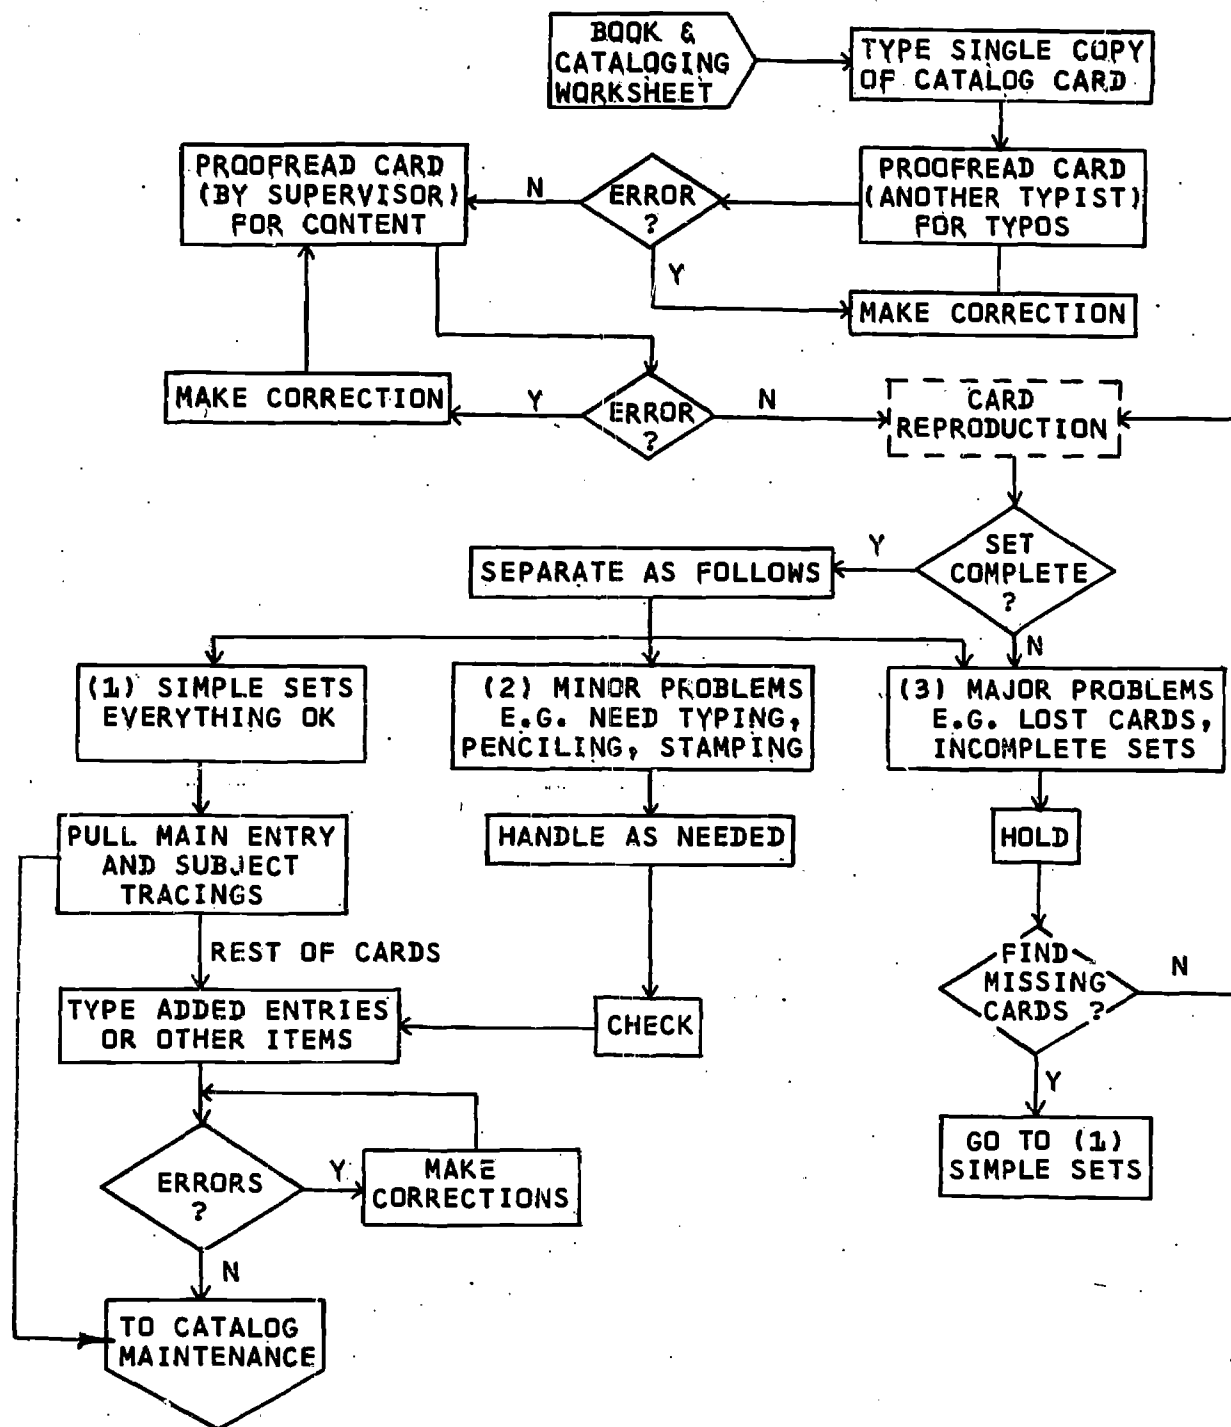 BOOK &
CATALOGING
WORKSHEET
TYPE SINGLE COPY
OF CATALOG CARD
PROOFREAD CARD
(ANOTHER TYPIST)
FOR TYPOS
ERROR
?
N
Y
MAKE CORRECTION
PROOFREAD CARD
(BY SUPERVISOR)
FOR CONTENT
MAKE CORRECTION
Y
ERROR
?
N
CARD
REPRODUCTION
SET
COMPLETE
?
Y
N
SEPARATE AS FOLLOWS
(1) SIMPLE SETS
EVERYTHING OK
(2) MINOR PROBLEMS
E.G. NEED TYPING,
PENCILING, STAMPING
(3) MAJOR PROBLEMS
E.G. LOST CARDS,
INCOMPLETE SETS
PULL MAIN ENTRY
AND SUBJECT
TRACINGS
HANDLE AS NEEDED
HOLD
REST OF CARDS
FIND
MISSING
CARDS ?
N
Y
TYPE ADDED ENTRIES
OR OTHER ITEMS
CHECK
GO TO (1)
SIMPLE SETS
ERRORS
?
Y
MAKE
CORRECTIONS
N
TO CATALOG
MAINTENANCE